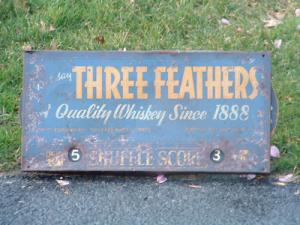 say THREE FEATHERS
Quality Whiskey Since 1888
5 SHUFFLE SCORE 3